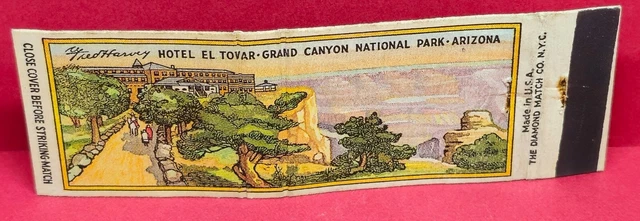 Fred Harvey HOTEL EL TOVAR · GRAND CANYON NATIONAL PARK · ARIZONA
CLOSE COVER BEFORE STRIKING MATCH
Made in U.S.A.
THE DIAMOND MATCH CO. N.Y.C.